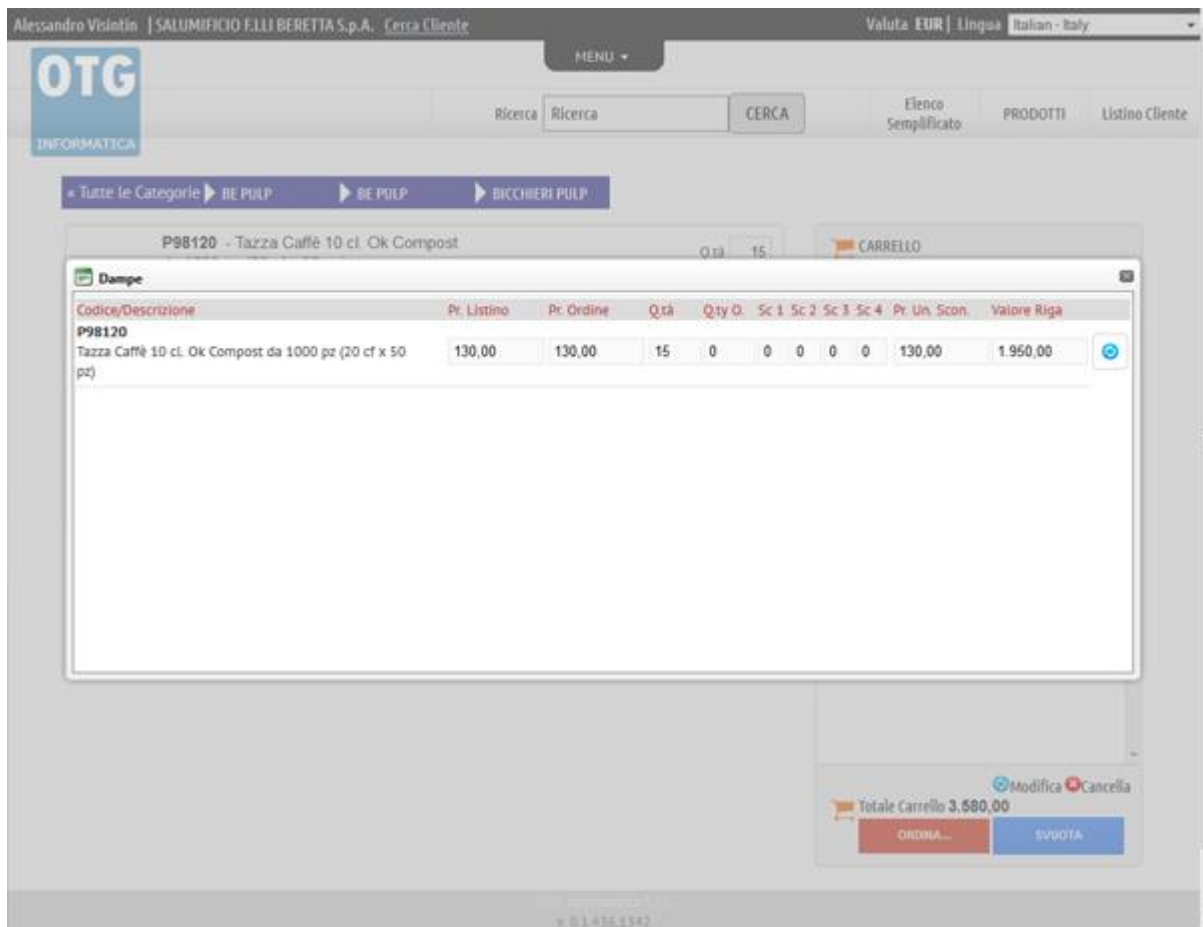 Alessandro Visintin | SALUMIFICIO F.LLI BERETTA S.p.A. Cerca Cliente
Valuta EUR | Lingua Italian - Italy
MENU
OTG
INFORMATICA
Ricerca Ricerca CERCA
Elenco
Semplificato
PRODOTTI
Listino Cliente
« Tutte le Categorie BE PULP BE PULP BICCHIERI PULP
P98120 - Tazza Caffè 10 cl. Ok Compost
Q.tà 15
CARRELLO
Dampe
Codice/Descrizione Pr. Listino Pr. Ordine Q.tà Q.ty O. Sc 1 Sc 2 Sc 3 Sc 4 Pr. Un. Scon. Valore Riga
P98120
Tazza Caffè 10 cl. Ok Compost da 1000 pz (20 cf x 50
pz)
130,00 130,00 15 0 0 0 0 0 130,00 1.950,00
Modifica Cancella
Totale Carrello 3.580,00
ORDINA... SVUOTA